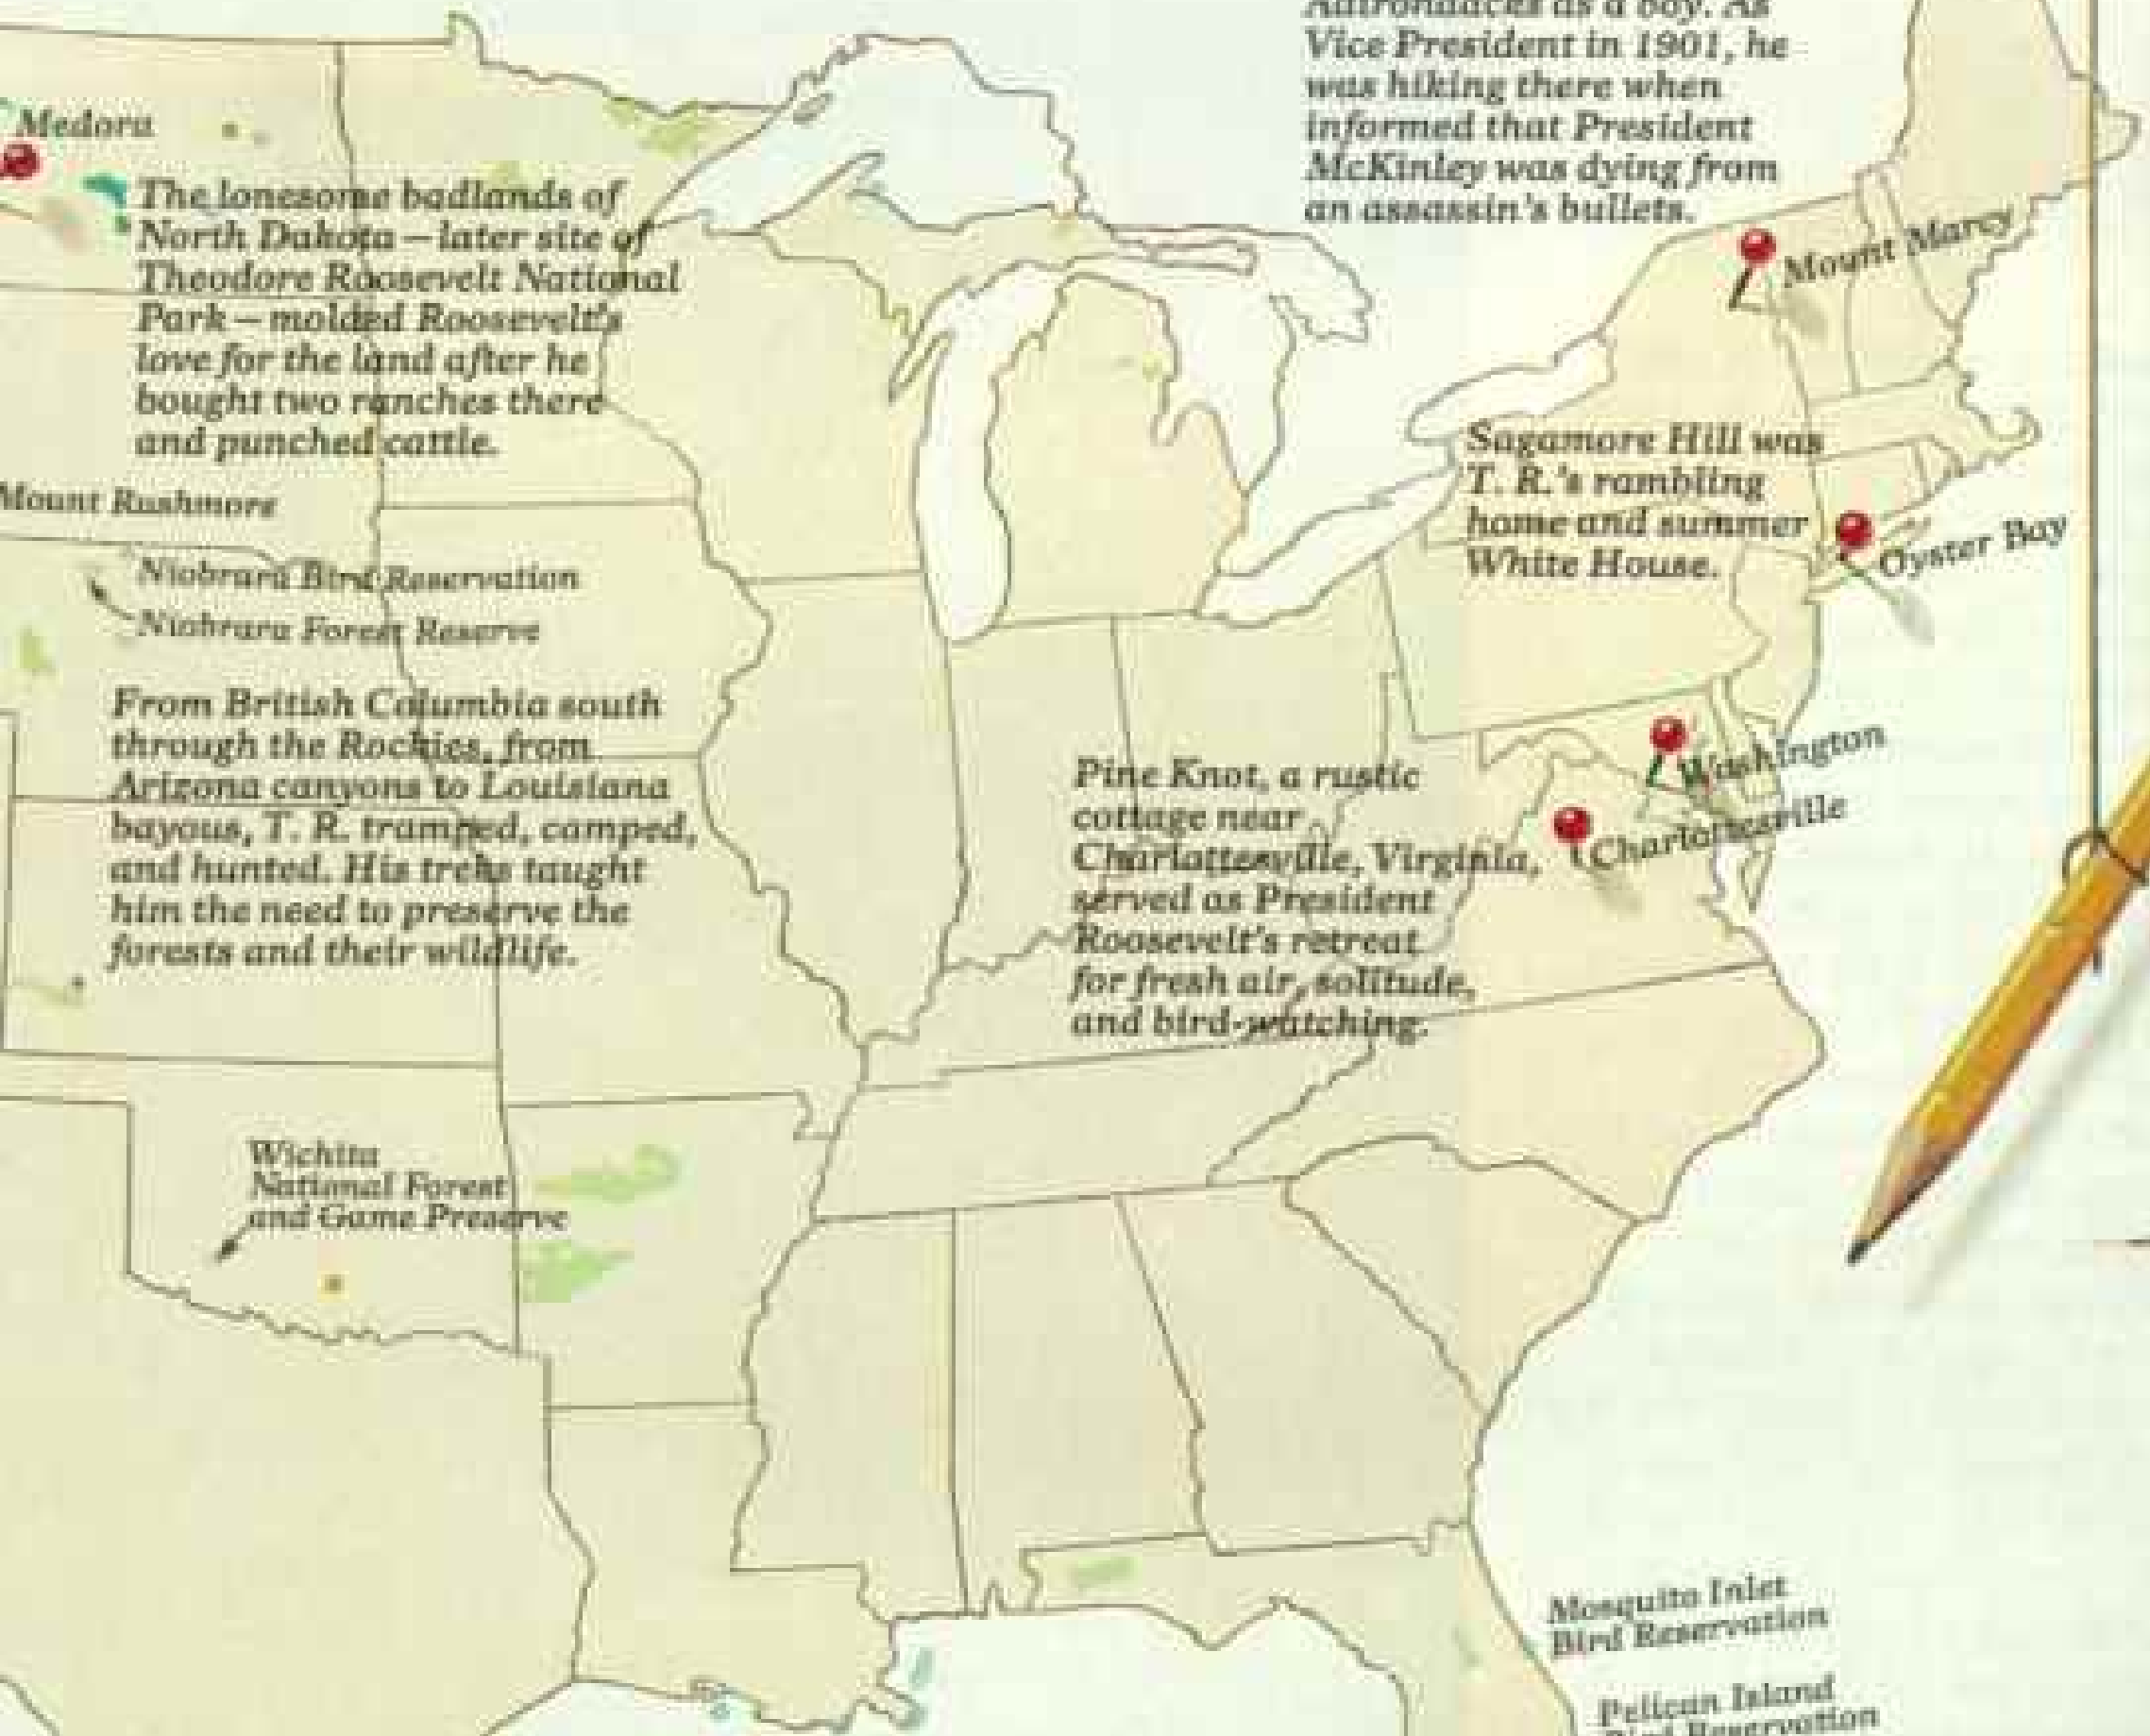 Adirondacks as a boy. As
Vice President in 1901, he
was hiking there when
informed that President
McKinley was dying from
an assassin's bullets.
Medora
The lonesome badlands of
North Dakota—later site of
Theodore Roosevelt National
Park—molded Roosevelt's
love for the land after he
bought two ranches there
and punched cattle.
Mount Marcy
Sagamore Hill was
T. R.'s rambling
home and summer
White House.
Oyster Bay
Mount Rushmore
Niobrara Bird Reservation
Niobrara Forest Reserve
From British Columbia south
through the Rockies, from
Arizona canyons to Louisiana
bayous, T. R. tramped, camped,
and hunted. His treks taught
him the need to preserve the
forests and their wildlife.
Washington
Charlottesville
Pine Knot, a rustic
cottage near
Charlottesville, Virginia,
served as President
Roosevelt's retreat
for fresh air, solitude,
and bird-watching.
Wichita
National Forest
and Game Preserve
Mosquito Inlet
Bird Reservation
Pelican Island
Bird Reservation